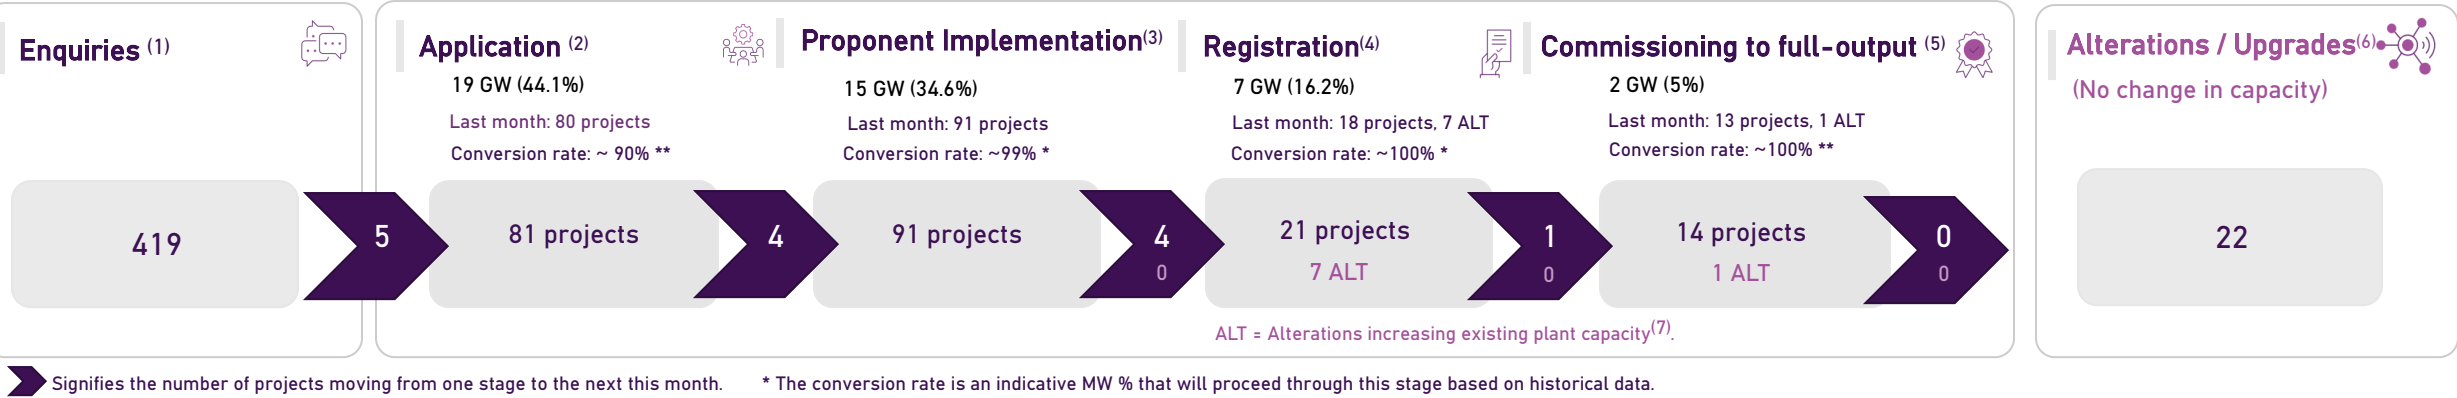 Enquiries (1)
419
5
Application (2)
19 GW (44.1%)
Last month: 80 projects
Conversion rate: ~ 90% **
81 projects
4
Proponent Implementation(3)
15 GW (34.6%)
Last month: 91 projects
Conversion rate: ~99% *
91 projects
4
0
Registration(4)
7 GW (16.2%)
Last month: 18 projects, 7 ALT
Conversion rate: ~100% *
21 projects
7 ALT
1
0
Commissioning to full-output (5)
2 GW (5%)
Last month: 13 projects, 1 ALT
Conversion rate: ~100% **
14 projects
1 ALT
0
0
ALT = Alterations increasing existing plant capacity(7).
Alterations / Upgrades(6)
(No change in capacity)
22
Signifies the number of projects moving from one stage to the next this month.
* The conversion rate is an indicative MW % that will proceed through this stage based on historical data.